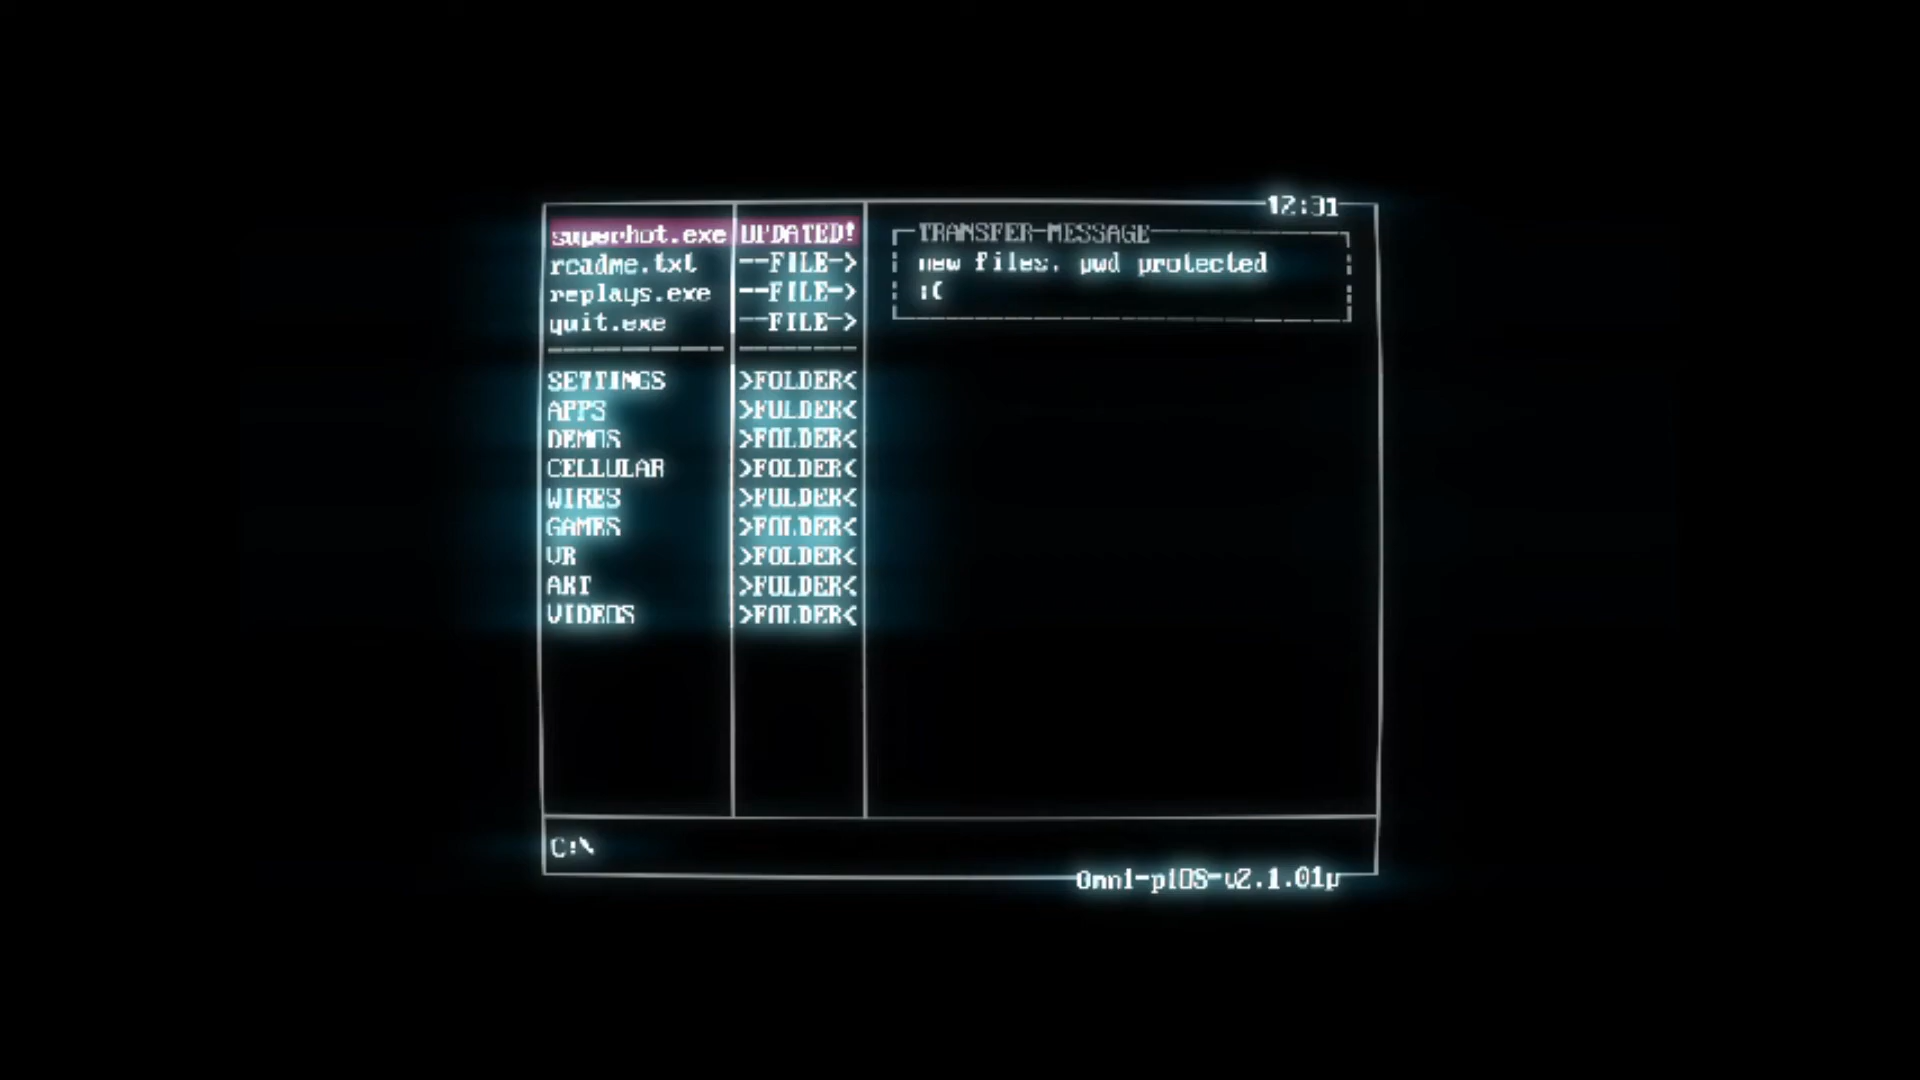 12:31
superhot.exe UPDATED!
readme.txt --FILE->
replays.exe --FILE->
quit.exe --FILE->
SETTINGS >FOLDER<
APPS >FOLDER<
DEMOS >FOLDER<
CELLULAR >FOLDER<
WIRES >FOLDER<
GAMES >FOLDER<
VR >FOLDER<
ART >FOLDER<
VIDEOS >FOLDER<
TRANSFER-MESSAGE
new files. pwd protected
:(
C:\
Omni-piOS-v2.1.01µ